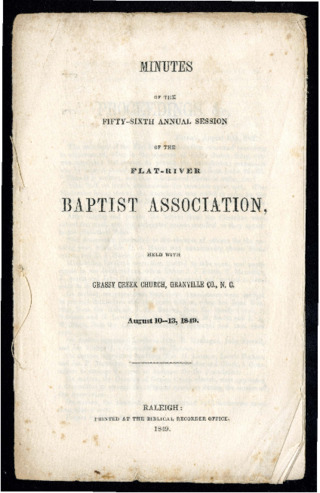 MINUTES
OF THE
FIFTY-SIXTH ANNUAL SESSION
OF THE
FLAT-RIVER
BAPTIST ASSOCIATION,
HELD WITH
GRASSY CREEK CHURCH, GRANVILLE CO., N. C.
August 10—13, 1849.
RALEIGH:
PRINTED AT THE BIBLICAL RECORDER OFFICE.
1849.